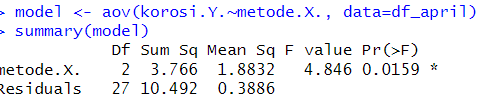 > model <- aov(korosi.Y.~metode.X., data=df_april)
> summary(model)
Df Sum Sq Mean Sq F value Pr(>F)
metode.X. 2 3.766 1.8832 4.846 0.0159 *
Residuals 27 10.492 0.3886